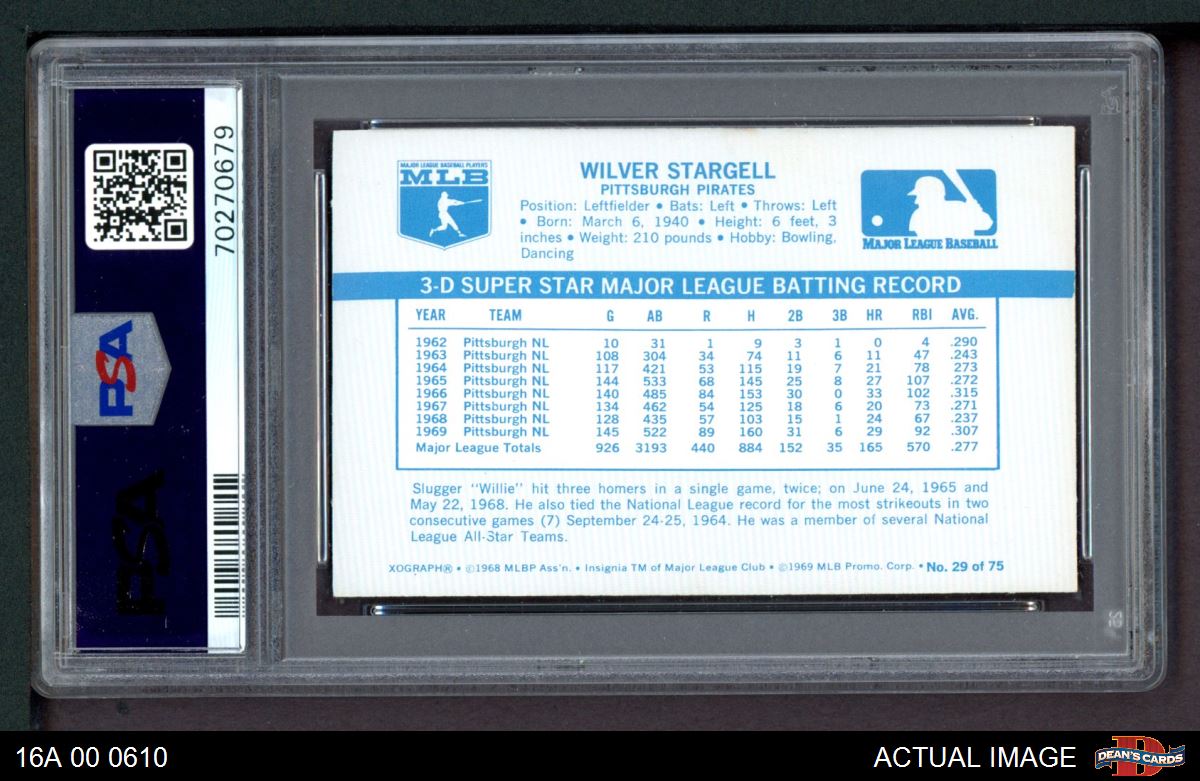 70270679
PSA
PSA
MAJOR LEAGUE BASEBALL PLAYERS
MLB
WILVER STARGELL
PITTSBURGH PIRATES
Position: Leftfielder • Bats: Left • Throws: Left
• Born: March 6, 1940 • Height: 6 feet, 3
inches • Weight: 210 pounds • Hobby: Bowling,
Dancing
MAJOR LEAGUE BASEBALL
3-D SUPER STAR MAJOR LEAGUE BATTING RECORD
YEAR TEAM G AB R H 2B 3B HR RBI AVG.
1962 Pittsburgh NL 10 31 1 9 3 1 0 4 .290
1963 Pittsburgh NL 108 304 34 74 11 6 11 47 .243
1964 Pittsburgh NL 117 421 53 115 19 7 21 78 .273
1965 Pittsburgh NL 144 533 68 145 25 8 27 107 .272
1966 Pittsburgh NL 140 485 84 153 30 0 33 102 .315
1967 Pittsburgh NL 134 462 54 125 18 6 20 73 .271
1968 Pittsburgh NL 128 435 57 103 15 1 24 67 .237
1969 Pittsburgh NL 145 522 89 160 31 6 29 92 .307
Major League Totals 926 3193 440 884 152 35 165 570 .277
Slugger "Willie" hit three homers in a single game, twice; on June 24, 1965 and
May 22, 1968. He also tied the National League record for the most strikeouts in two
consecutive games (7) September 24-25, 1964. He was a member of several National
League All-Star Teams.
XOGRAPH® • ©1968 MLBP Ass'n. • Insignia TM of Major League Club • ©1969 MLB Promo. Corp. • No. 29 of 75
16A 00 0610
ACTUAL IMAGE
DEAN'S CARDS